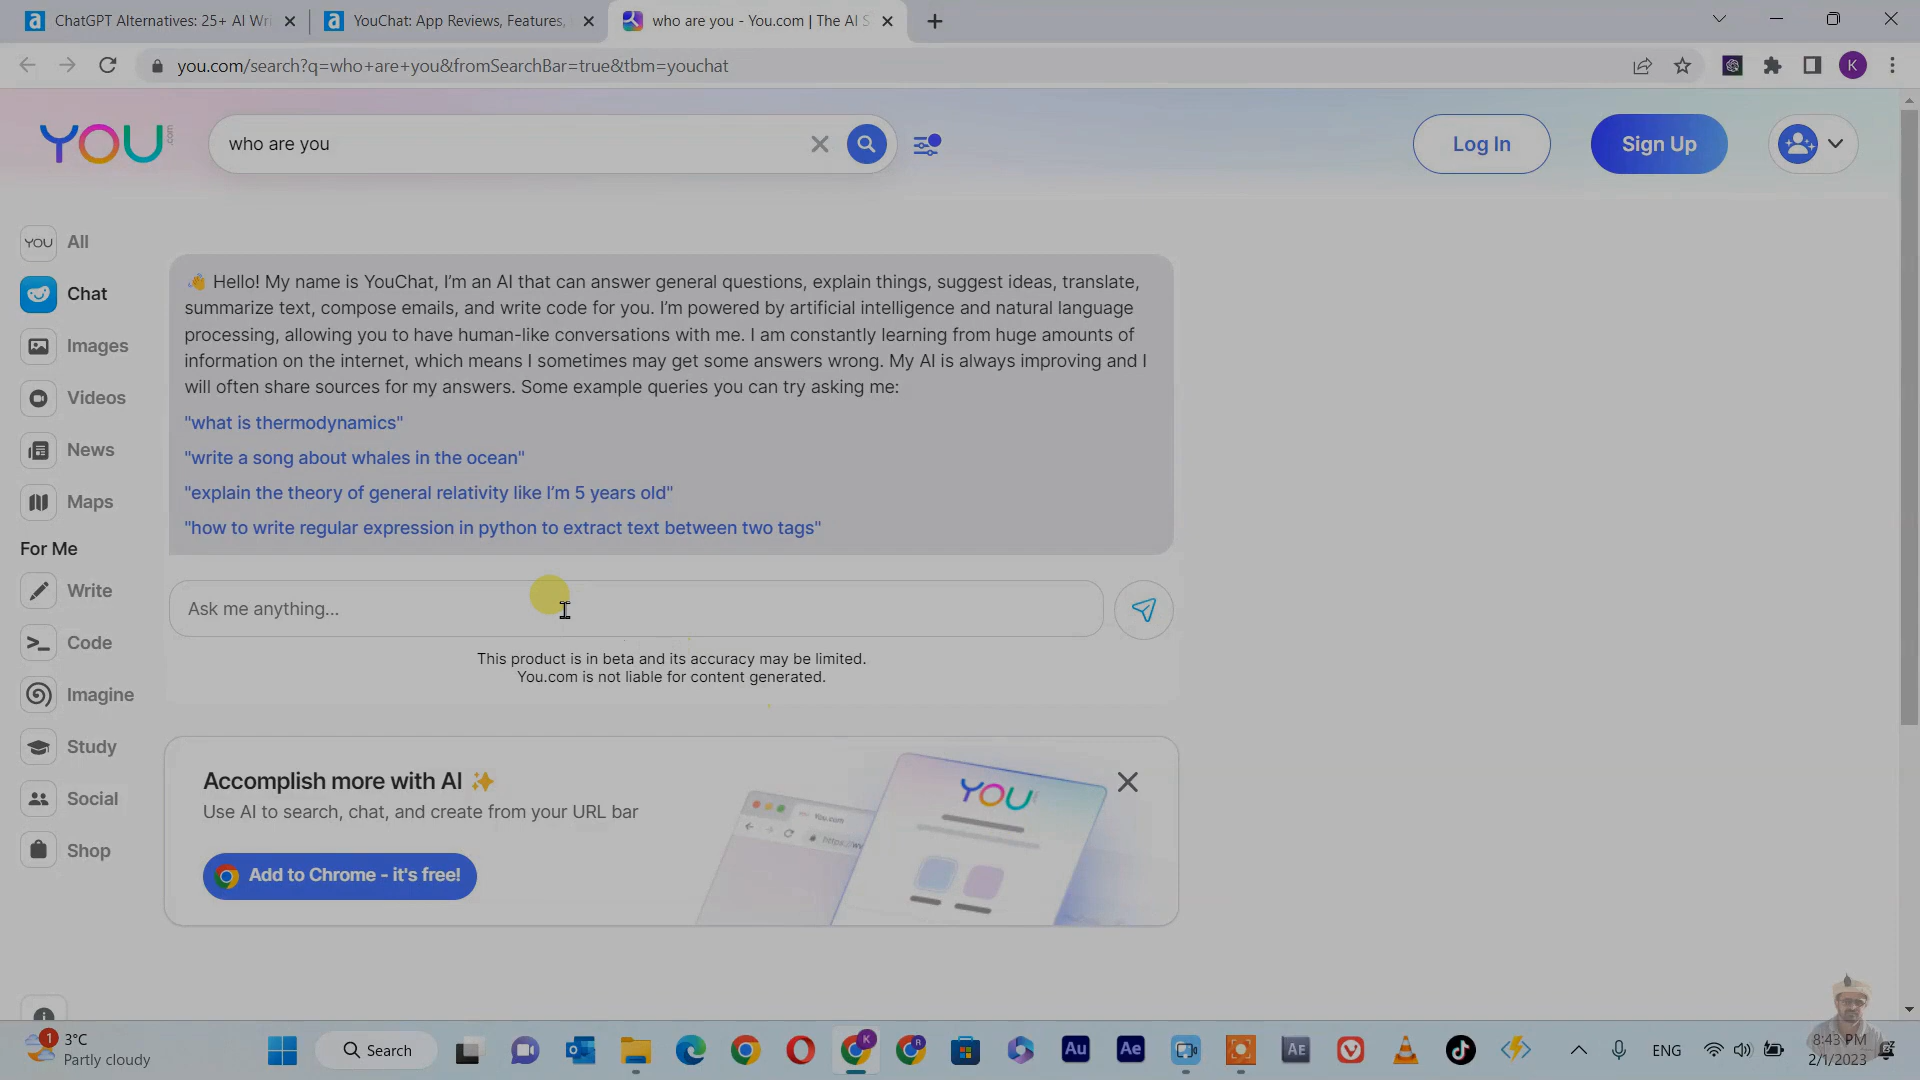 ChatGPT Alternatives: 25+ AI Wri
YouChat: App Reviews, Features,
who are you - You.com | The AI S
you.com/search?q=who+are+you&fromSearchBar=true&tbm=youchat
K
YOU.com
who are you
Log In
Sign Up
YOU All
Chat
Images
Videos
News
Maps
For Me
Write
Code
Imagine
Study
Social
Shop
👋 Hello! My name is YouChat, I’m an AI that can answer general questions, explain things, suggest ideas, translate,
summarize text, compose emails, and write code for you. I’m powered by artificial intelligence and natural language
processing, allowing you to have human-like conversations with me. I am constantly learning from huge amounts of
information on the internet, which means I sometimes may get some answers wrong. My AI is always improving and I
will often share sources for my answers. Some example queries you can try asking me:
"what is thermodynamics"
"write a song about whales in the ocean"
"explain the theory of general relativity like I’m 5 years old"
"how to write regular expression in python to extract text between two tags"
Ask me anything...
This product is in beta and its accuracy may be limited.
You.com is not liable for content generated.
Accomplish more with AI ✨
Use AI to search, chat, and create from your URL bar
Add to Chrome - it's free!
You.com
YOU
1
3°C
Partly cloudy
Search
K
R
Au
Ae
AE
ENG
8:43 PM
2/1/2023